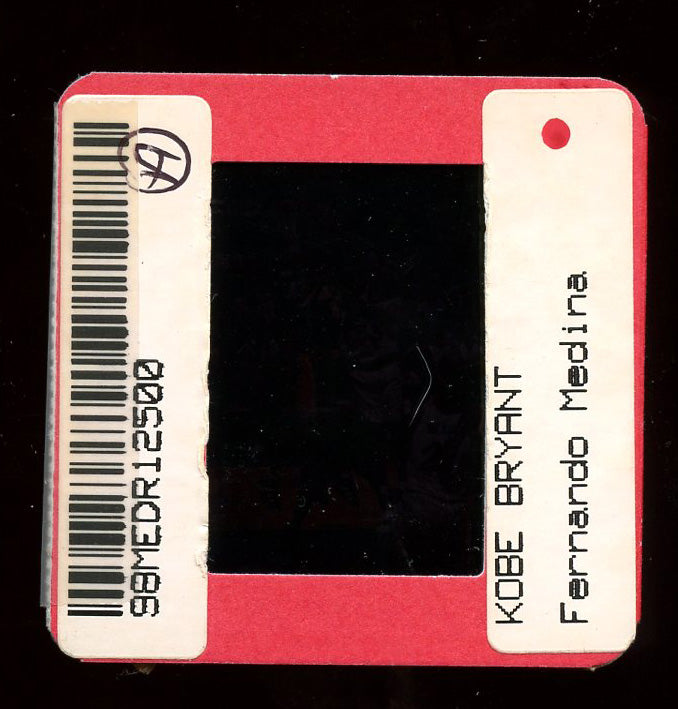 98MEDR12500
KOBE BRYANT
Fernando Medina